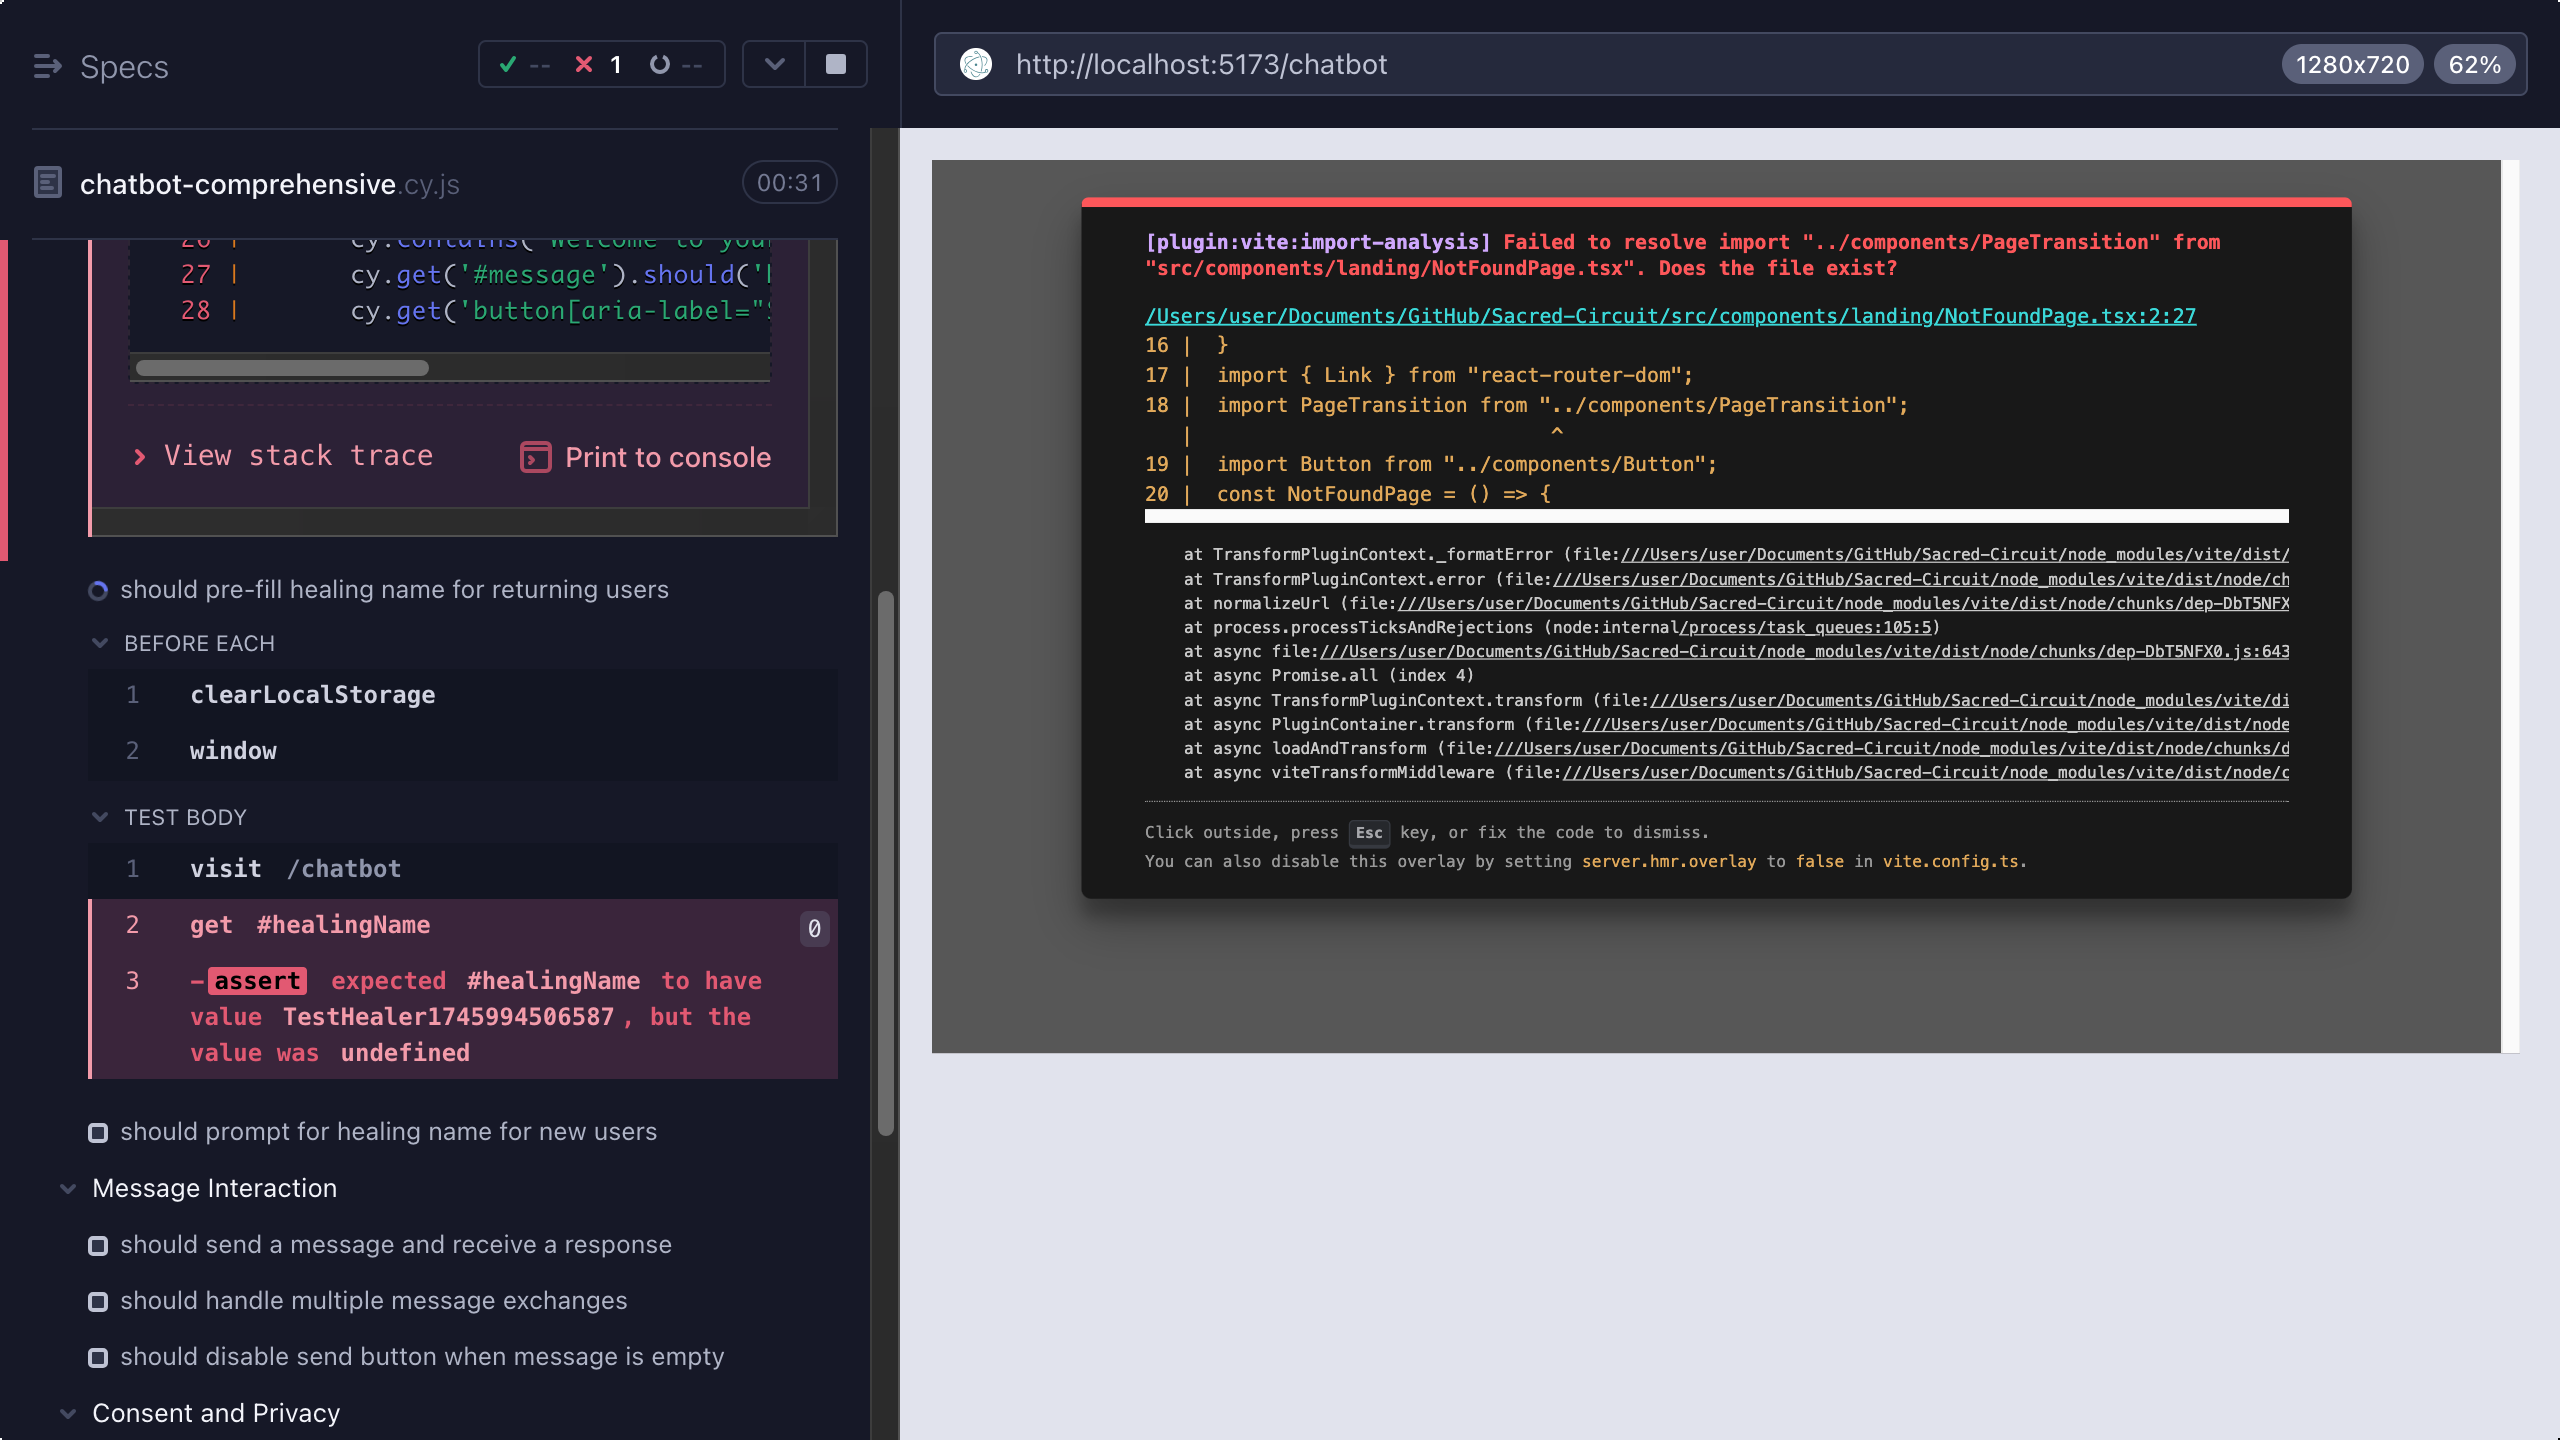 Specs
-- 1 --
chatbot-comprehensive.cy.js
00:31
26 | cy.contains('Welcome to your
27 | cy.get('#message').should('
28 | cy.get('button[aria-label="
View stack trace
Print to console
should pre-fill healing name for returning users
BEFORE EACH
1 clearLocalStorage
2 window
TEST BODY
1 visit /chatbot
2 get #healingName 0
3 -assert expected #healingName to have
value TestHealer1745994506587, but the
value was undefined
should prompt for healing name for new users
Message Interaction
should send a message and receive a response
should handle multiple message exchanges
should disable send button when message is empty
Consent and Privacy
http://localhost:5173/chatbot
1280x720
62%
[plugin:vite:import-analysis] Failed to resolve import "../components/PageTransition" from
"src/components/landing/NotFoundPage.tsx". Does the file exist?
/Users/user/Documents/GitHub/Sacred-Circuit/src/components/landing/NotFoundPage.tsx:2:27
16 | }
17 | import { Link } from "react-router-dom";
18 | import PageTransition from "../components/PageTransition";
| ^
19 | import Button from "../components/Button";
20 | const NotFoundPage = () => {
at TransformPluginContext._formatError (file:///Users/user/Documents/GitHub/Sacred-Circuit/node_modules/vite/dist/
at TransformPluginContext.error (file:///Users/user/Documents/GitHub/Sacred-Circuit/node_modules/vite/dist/node/ch
at normalizeUrl (file:///Users/user/Documents/GitHub/Sacred-Circuit/node_modules/vite/dist/node/chunks/dep-DbT5NFX
at process.processTicksAndRejections (node:internal/process/task_queues:105:5)
at async file:///Users/user/Documents/GitHub/Sacred-Circuit/node_modules/vite/dist/node/chunks/dep-DbT5NFX0.js:643
at async Promise.all (index 4)
at async TransformPluginContext.transform (file:///Users/user/Documents/GitHub/Sacred-Circuit/node_modules/vite/di
at async PluginContainer.transform (file:///Users/user/Documents/GitHub/Sacred-Circuit/node_modules/vite/dist/node
at async loadAndTransform (file:///Users/user/Documents/GitHub/Sacred-Circuit/node_modules/vite/dist/node/chunks/d
at async viteTransformMiddleware (file:///Users/user/Documents/GitHub/Sacred-Circuit/node_modules/vite/dist/node/c
Click outside, press Esc key, or fix the code to dismiss.
You can also disable this overlay by setting server.hmr.overlay to false in vite.config.ts.